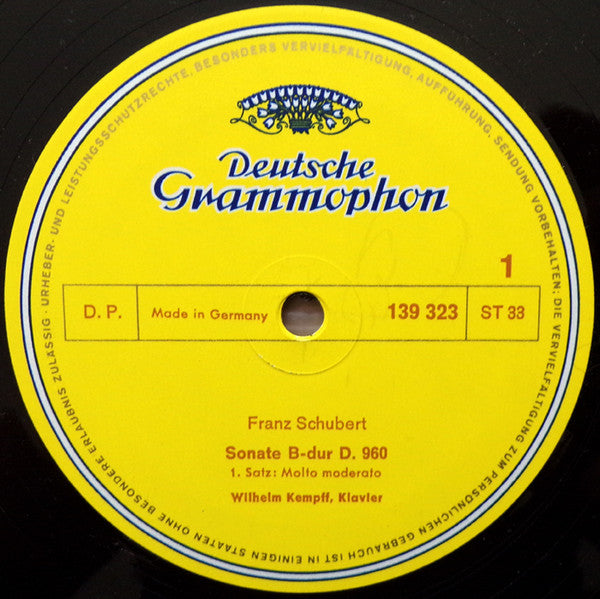 Deutsche
Grammophon
1
D. P.
Made in Germany
139 323
ST 33
Franz Schubert
Sonate B-dur D. 960
1. Satz: Molto moderato
Wilhelm Kempff, Klavier
URHEBER- UND LEISTUNGSSCHUTZRECHTE, BESONDERS VERVIELFÄLTIGUNG, AUFFÜHRUNG, SENDUNG VORBEHALTEN; DIE VERVIELFÄLTIGUNG ZUM PERSÖNLICHEN GEBRAUCH IST IN EINIGEN STAATEN OHNE BESONDERE ERLAUBNIS ZULÄSSIG ·